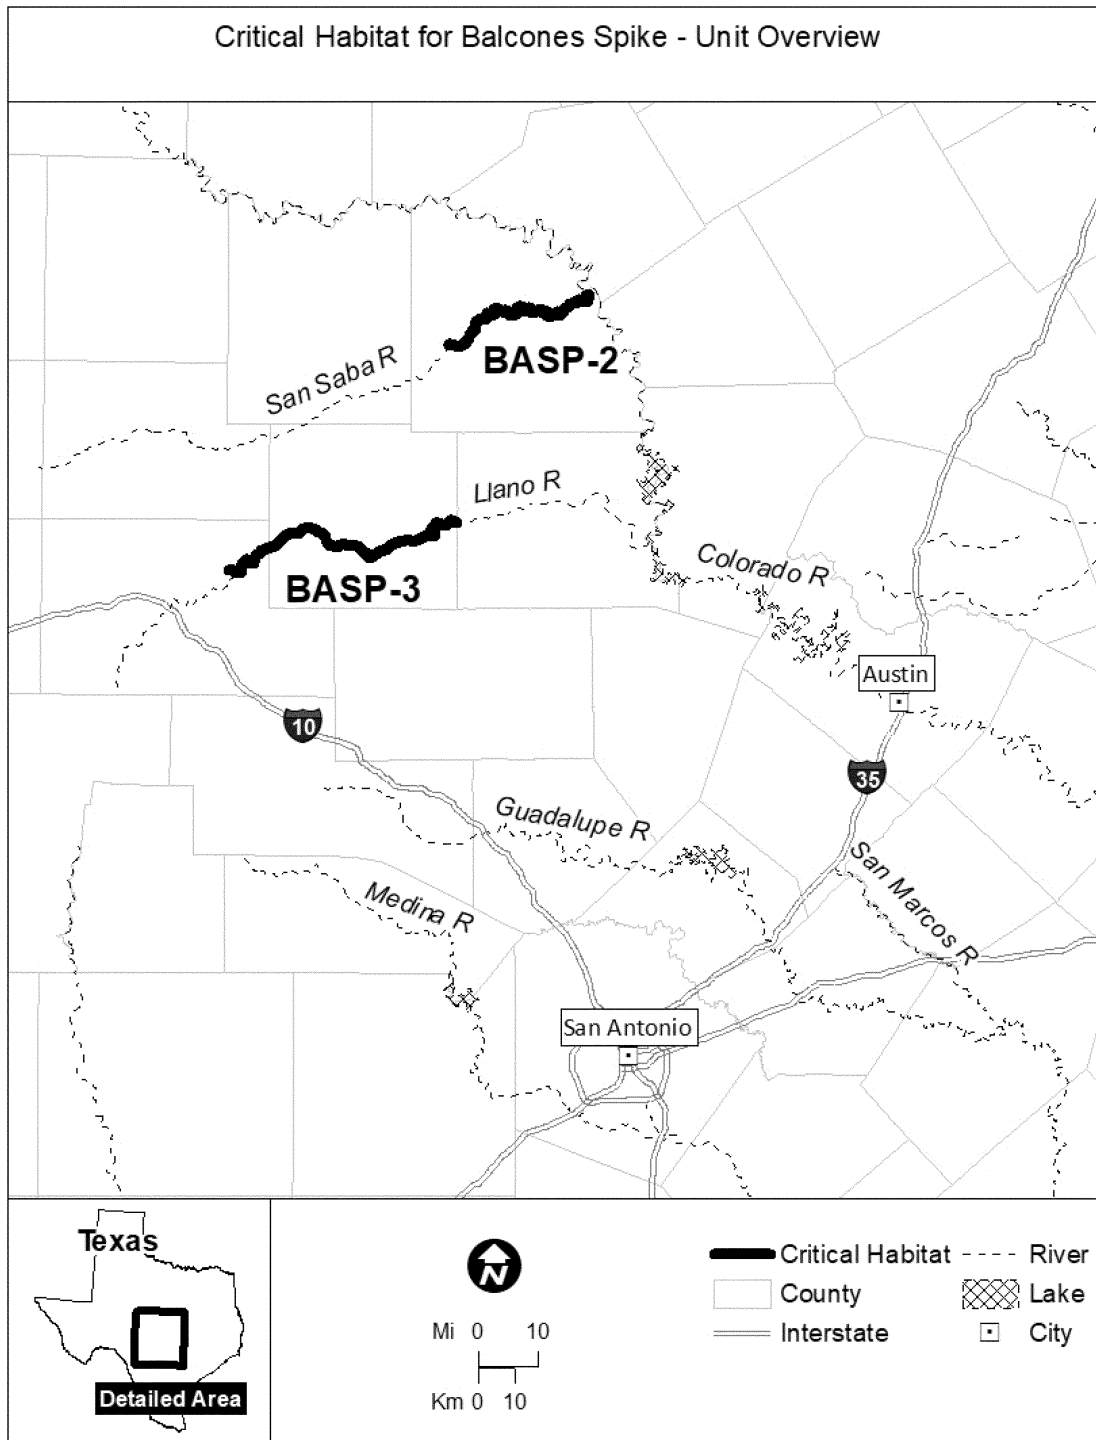 Critical Habitat for Balcones Spike - Unit Overview
BASP-2
San Saba R
Llano R
BASP-3
Colorado R
Austin
10
35
Guadalupe R
San Marcos R
Medina R
San Antonio
Texas
Detailed Area
N
Mi 0 10
Km 0 10
Critical Habitat
River
County
Lake
Interstate
City